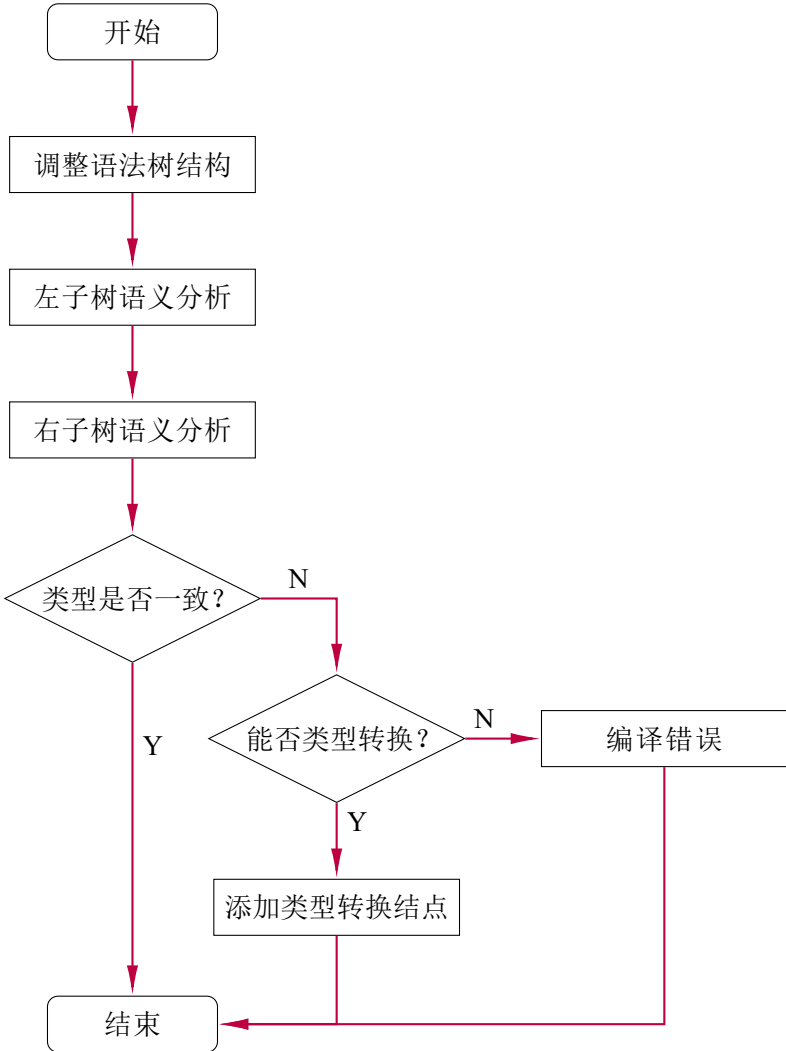 开始
调整语法树结构
左子树语义分析
右子树语义分析
类型是否一致？
N
Y
能否类型转换？
N
编译错误
Y
添加类型转换结点
结束